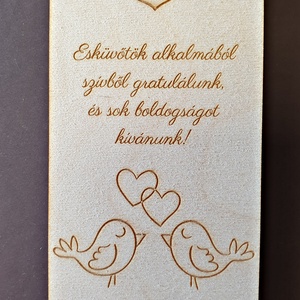 Esküvőtök alkalmából
szívből gratulálunk,
és sok boldogságot
kívánunk!